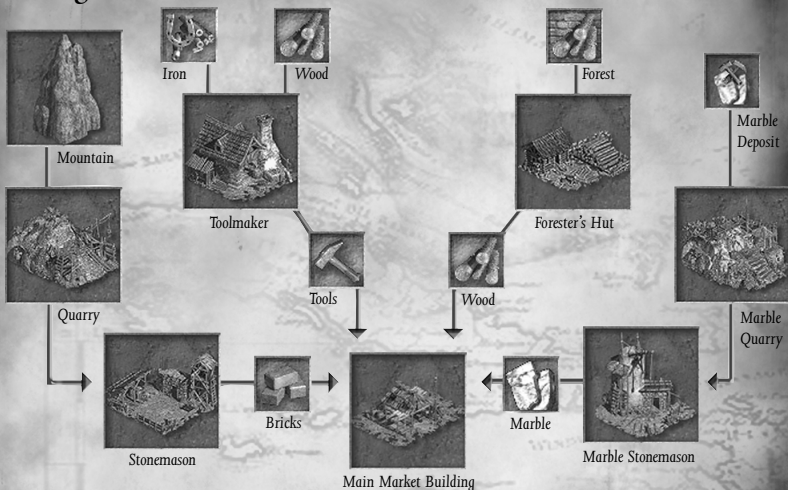 Iron
Wood
Forest
Marble
Deposit
Mountain
Toolmaker
Forester's Hut
Tools
Wood
Quarry
Marble
Quarry
Bricks
Marble
Stonemason
Marble Stonemason
Main Market Building